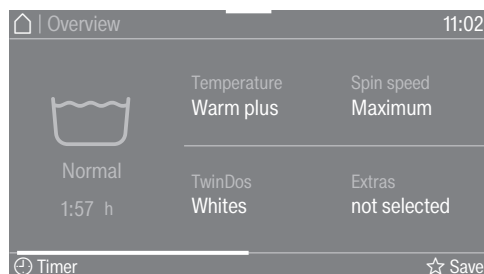 | Overview 11:02
Temperature Spin speed
Warm plus Maximum
Normal
TwinDos Extras
1:57 h Whites not selected
Timer Save